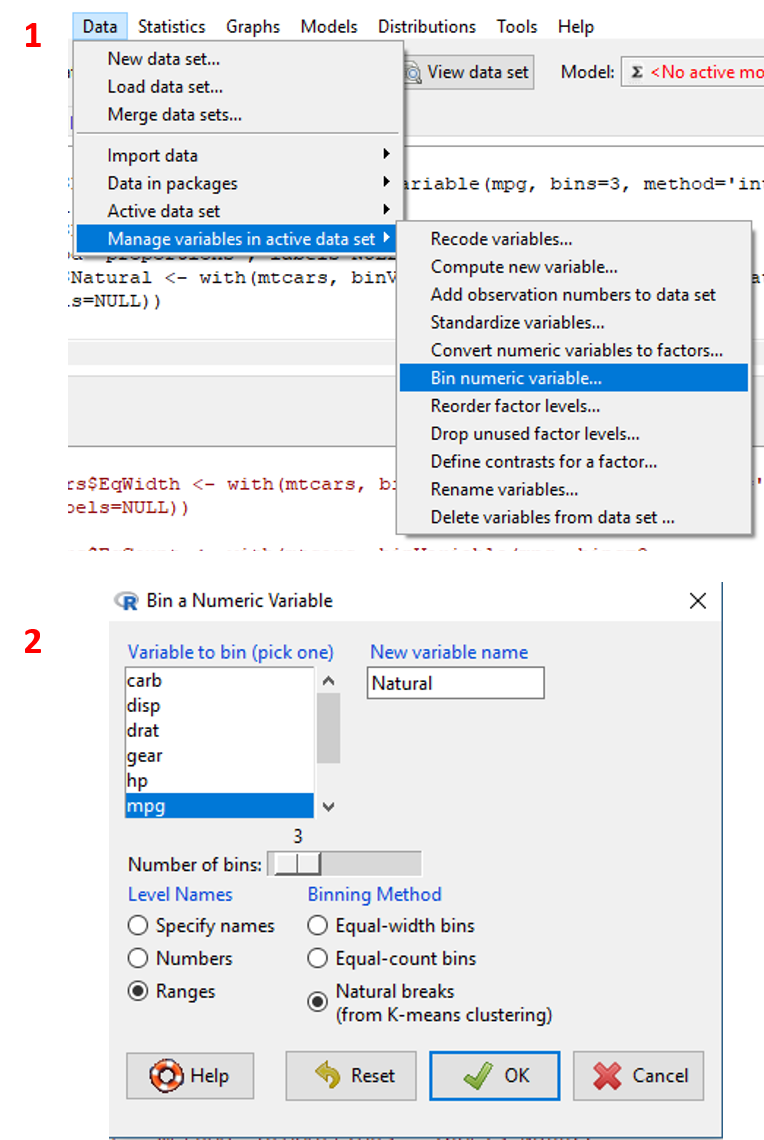 1
Data Statistics Graphs Models Distributions Tools Help
New data set...
Load data set...
Merge data sets...
Import data
Data in packages
Active data set
Manage variables in active data set
View data set
Model: Σ <No active mo
ariable(mpg, bins=3, method='in
$Natural <- with(mtcars, binV
.s=NULL))
Recode variables...
Compute new variable...
Add observation numbers to data set
Standardize variables...
Convert numeric variables to factors...
Bin numeric variable...
Reorder factor levels...
Drop unused factor levels...
Define contrasts for a factor...
Rename variables...
Delete variables from data set ...
rs$EqWidth <- with(mtcars, bi
bels=NULL))
2
Bin a Numeric Variable
Variable to bin (pick one)
carb
disp
drat
gear
hp
mpg
New variable name
Natural
3
Number of bins:
Level Names
Specify names
Numbers
Ranges
Binning Method
Equal-width bins
Equal-count bins
Natural breaks
(from K-means clustering)
Help Reset OK Cancel